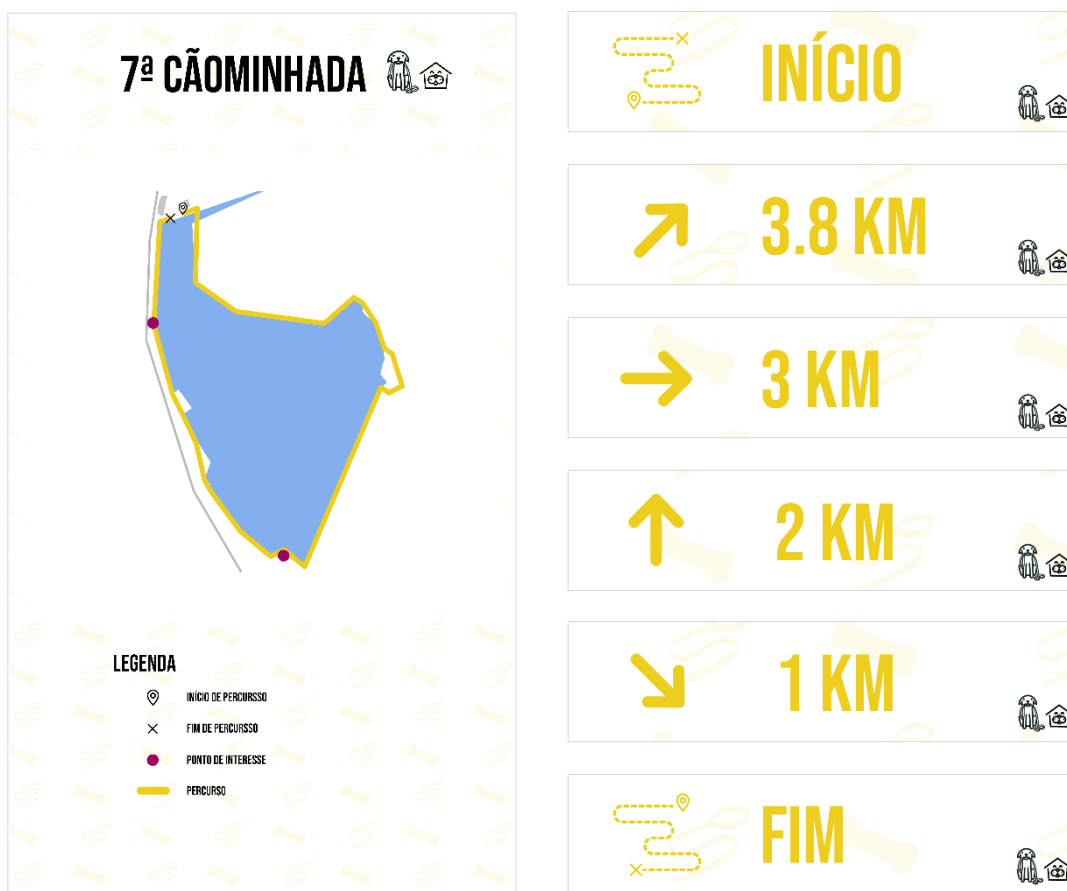 7ª CÃOMINHADA
LEGENDA
INÍCIO DE PERCURSSO
FIM DE PERCURSSO
PONTO DE INTERESSE
PERCURSO
INÍCIO
3.8 KM
3 KM
2 KM
1 KM
FIM